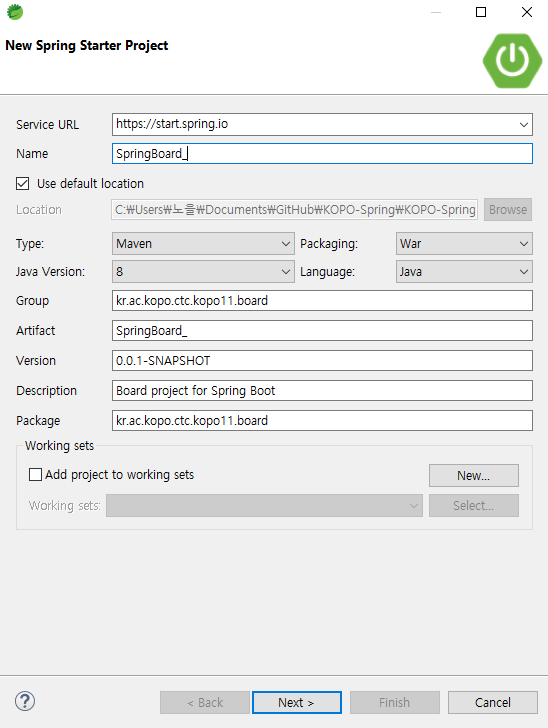 New Spring Starter Project
Service URL https://start.spring.io
Name SpringBoard_
Use default location
Location C:₩Users₩노을₩Documents₩GitHub₩KOPO-Spring₩KOPO-Spring Browse
Type: Maven Packaging: War
Java Version: 8 Language: Java
Group kr.ac.kopo.ctc.kopo11.board
Artifact SpringBoard_
Version 0.0.1-SNAPSHOT
Description Board project for Spring Boot
Package kr.ac.kopo.ctc.kopo11.board
Working sets
Add project to working sets New...
Working sets: Select...
? < Back Next > Finish Cancel